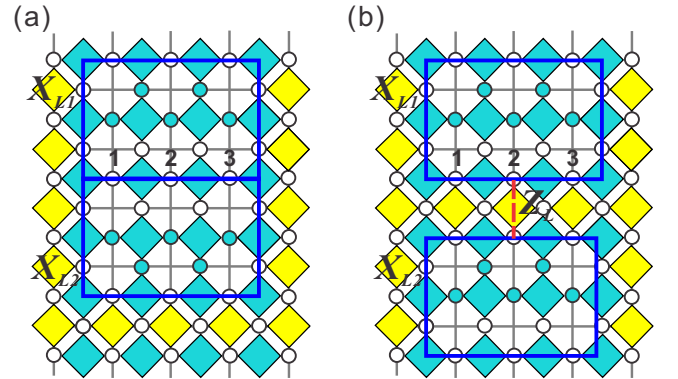 (a) (b)
X_{L1} X_{L1}
1 2 3 1 2 3
Z_L
X_{L2} X_{L2}